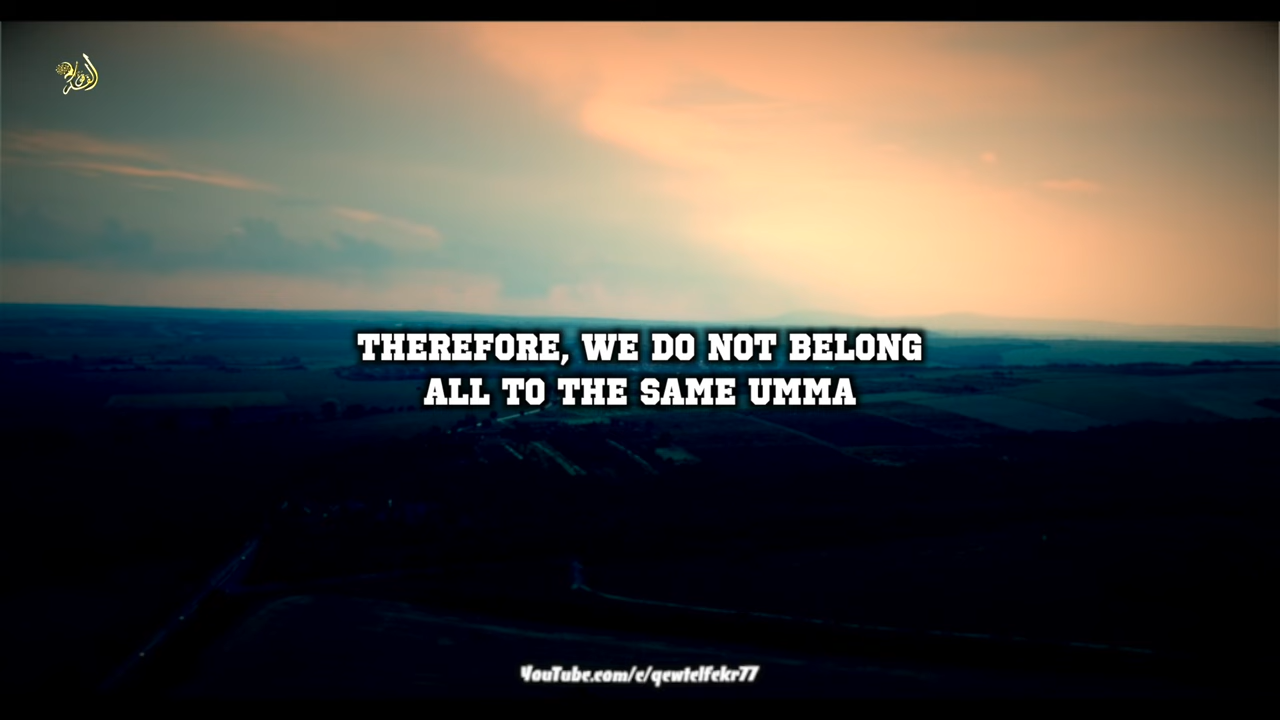 THEREFORE, WE DO NOT BELONG
ALL TO THE SAME UMMA
YouTube.com/c/qewtelfekr77